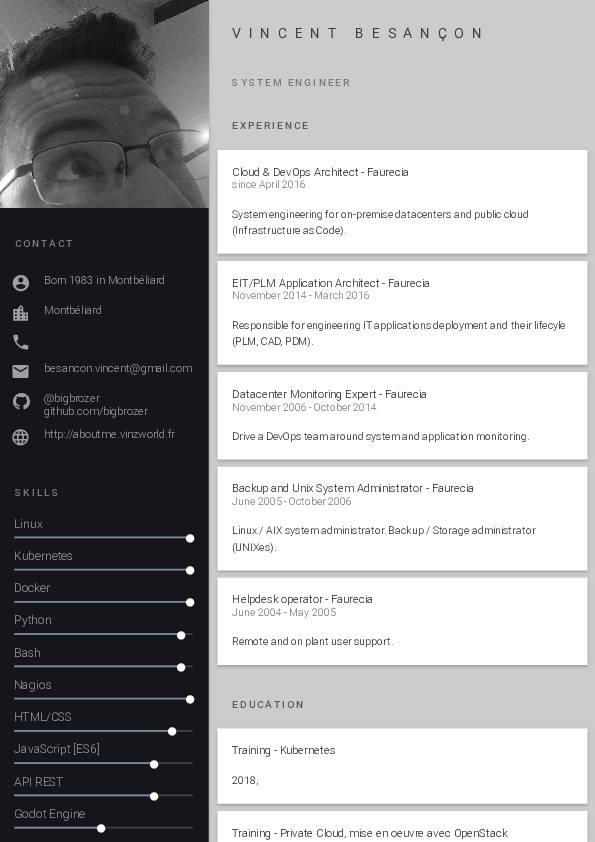 VINCENT BESANÇON
SYSTEM ENGINEER
CONTACT
Born 1983 in Montbéliard
Montbéliard
besancon.vincent@gmail.com
@bigbrozer
github.com/bigbrozer
http://aboutme.vinzworld.fr
SKILLS
Linux
Kubernetes
Docker
Python
Bash
Nagios
HTML/CSS
JavaScript [ES6]
API REST
Godot Engine
EXPERIENCE
Cloud & DevOps Architect - Faurecia
since April 2016
System engineering for on-premise datacenters and public cloud
(Infrastructure as Code).
EIT/PLM Application Architect - Faurecia
November 2014 - March 2016
Responsible for engineering IT applications deployment and their lifecyle
(PLM, CAD, PDM).
Datacenter Monitoring Expert - Faurecia
November 2006 - October 2014
Drive a DevOps team around system and application monitoring.
Backup and Unix System Administrator - Faurecia
June 2005 - October 2006
Linux / AIX system administrator. Backup / Storage administrator
(UNIXes).
Helpdesk operator - Faurecia
June 2004 - May 2005
Remote and on plant user support.
EDUCATION
Training - Kubernetes
2018,
Training - Private Cloud, mise en oeuvre avec OpenStack